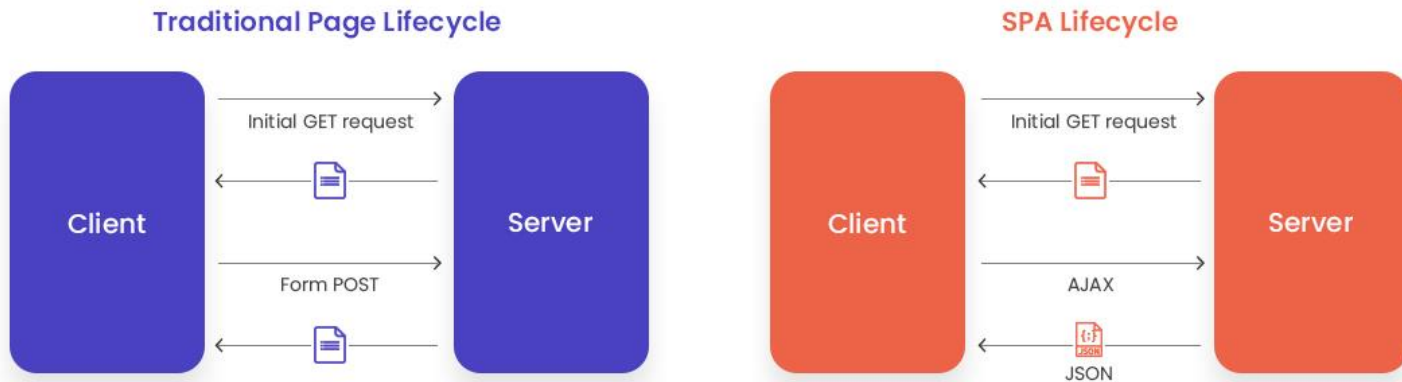 Traditional Page Lifecycle
Client
Initial GET request
Form POST
Server
SPA Lifecycle
Client
Initial GET request
AJAX
{;}
JSON
JSON
Server